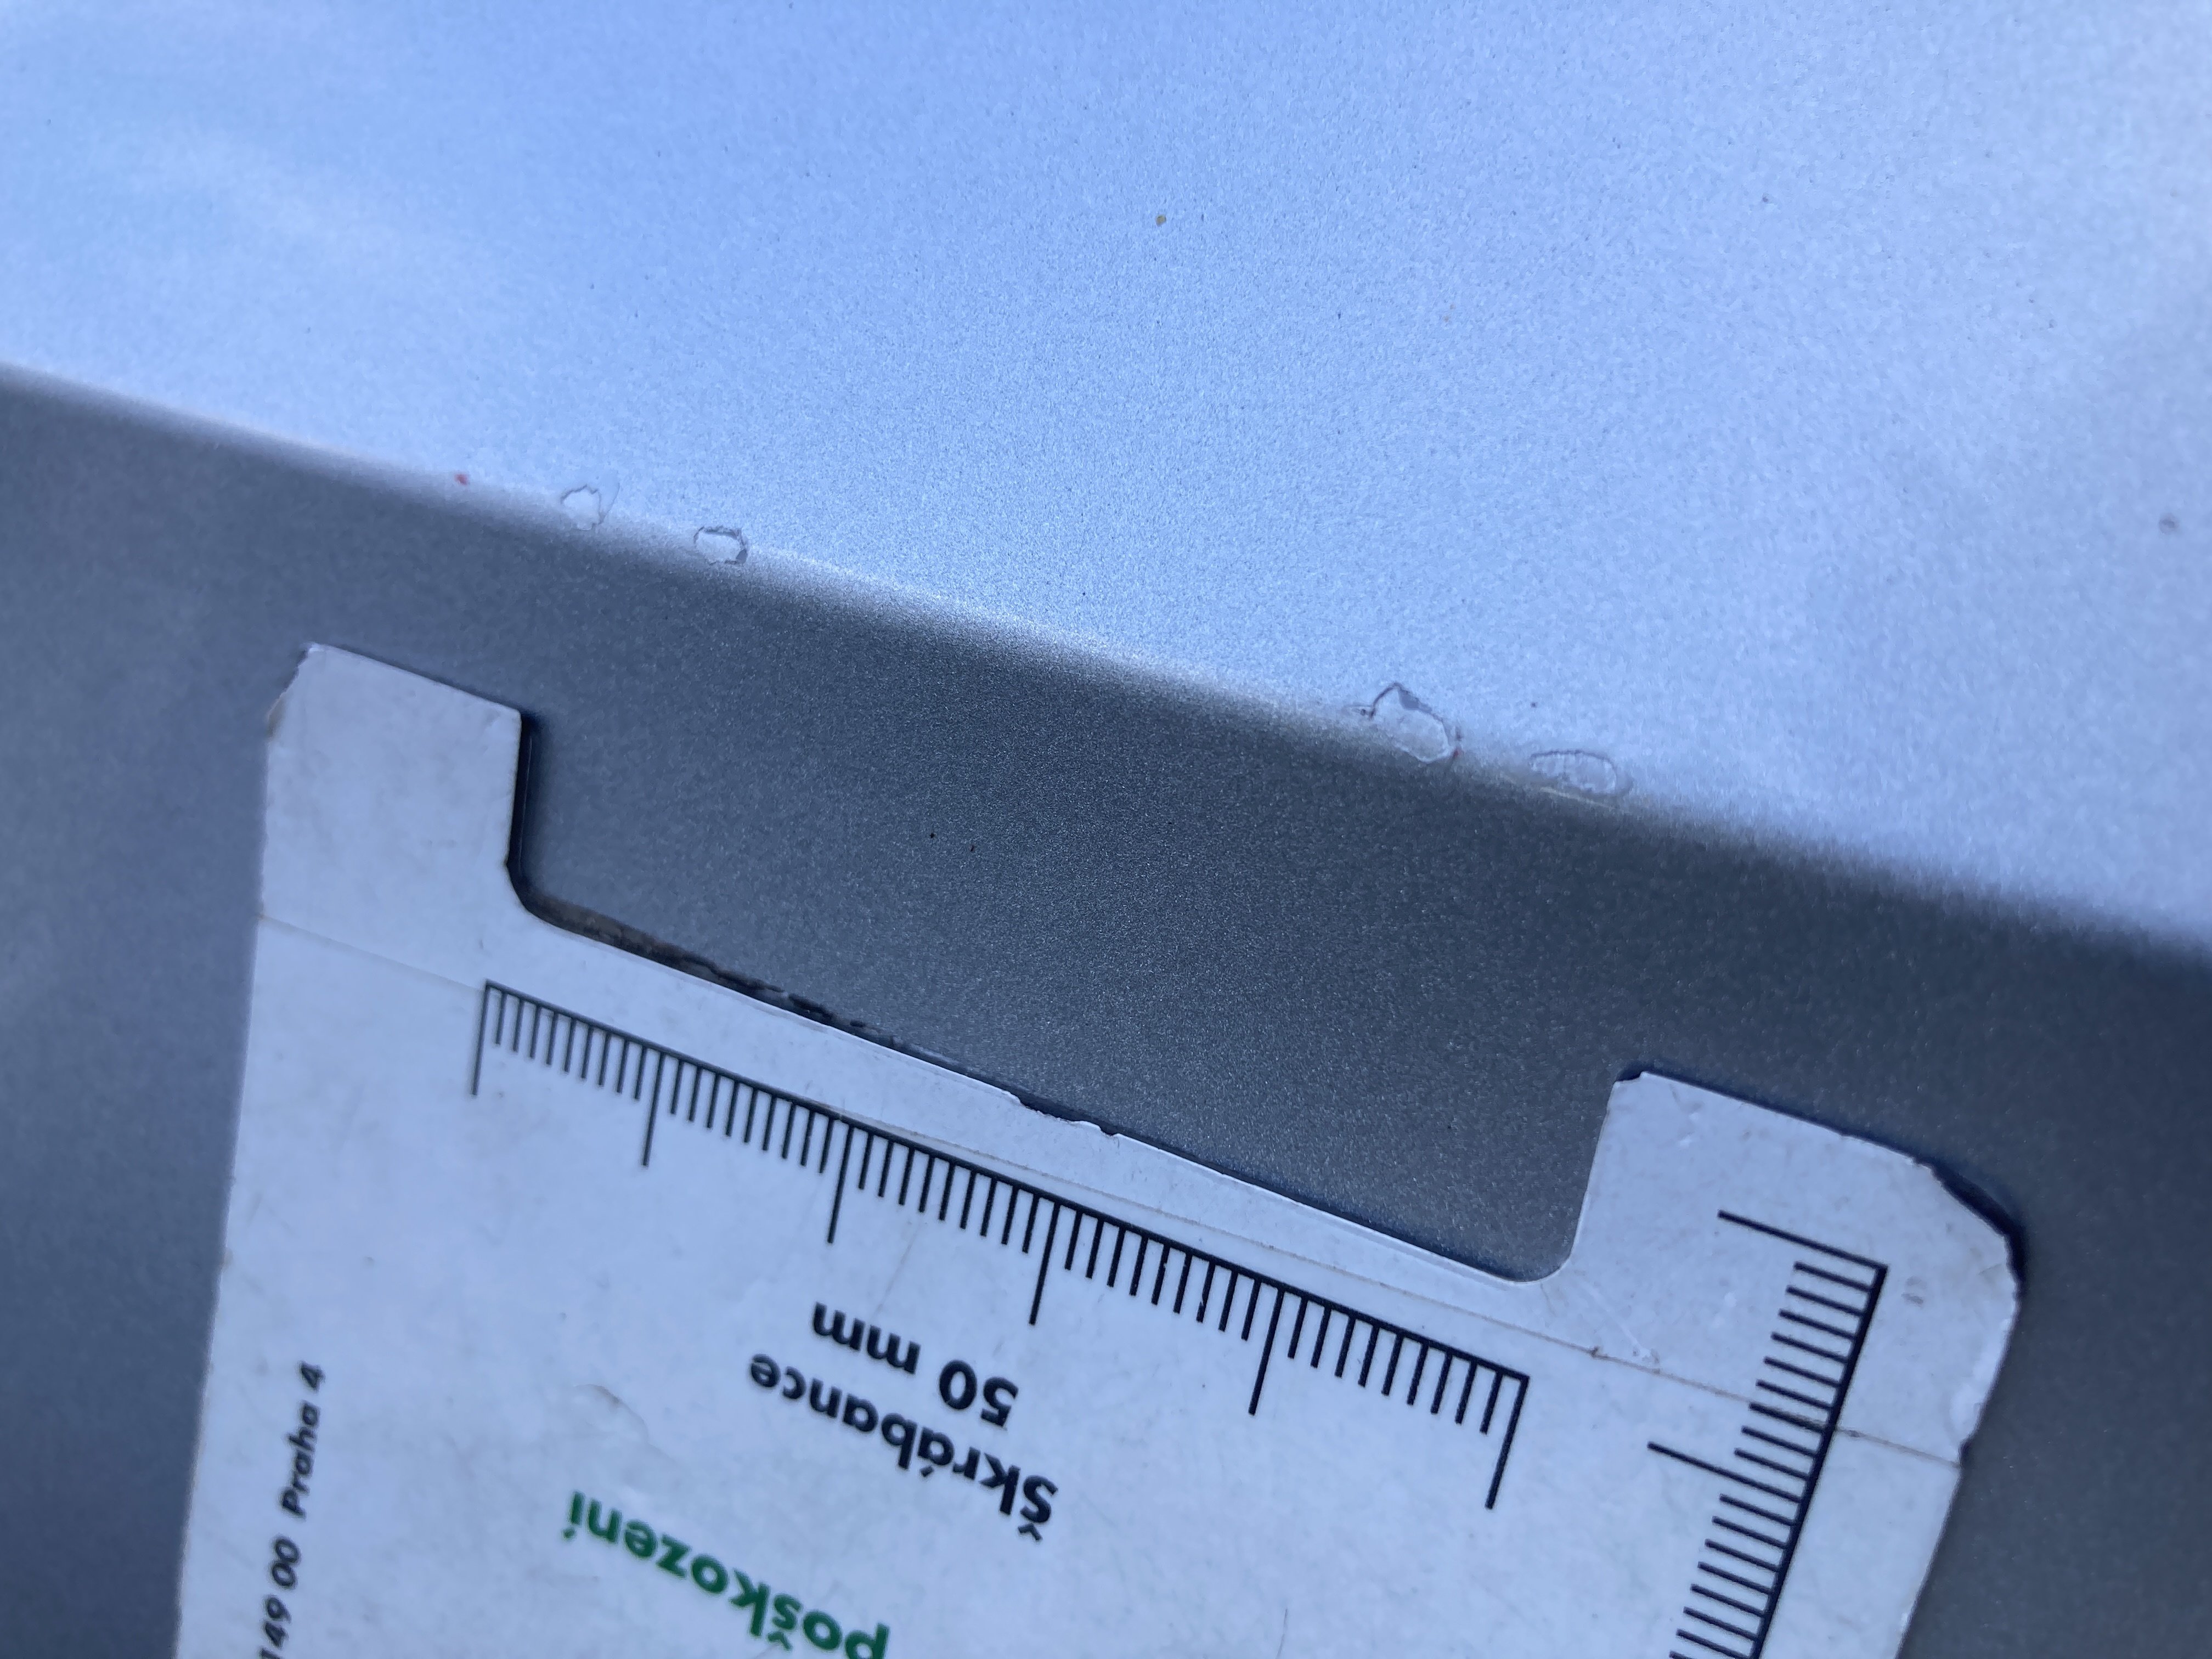 50 mm
Škrábance
poškození
149 00 Praha 4